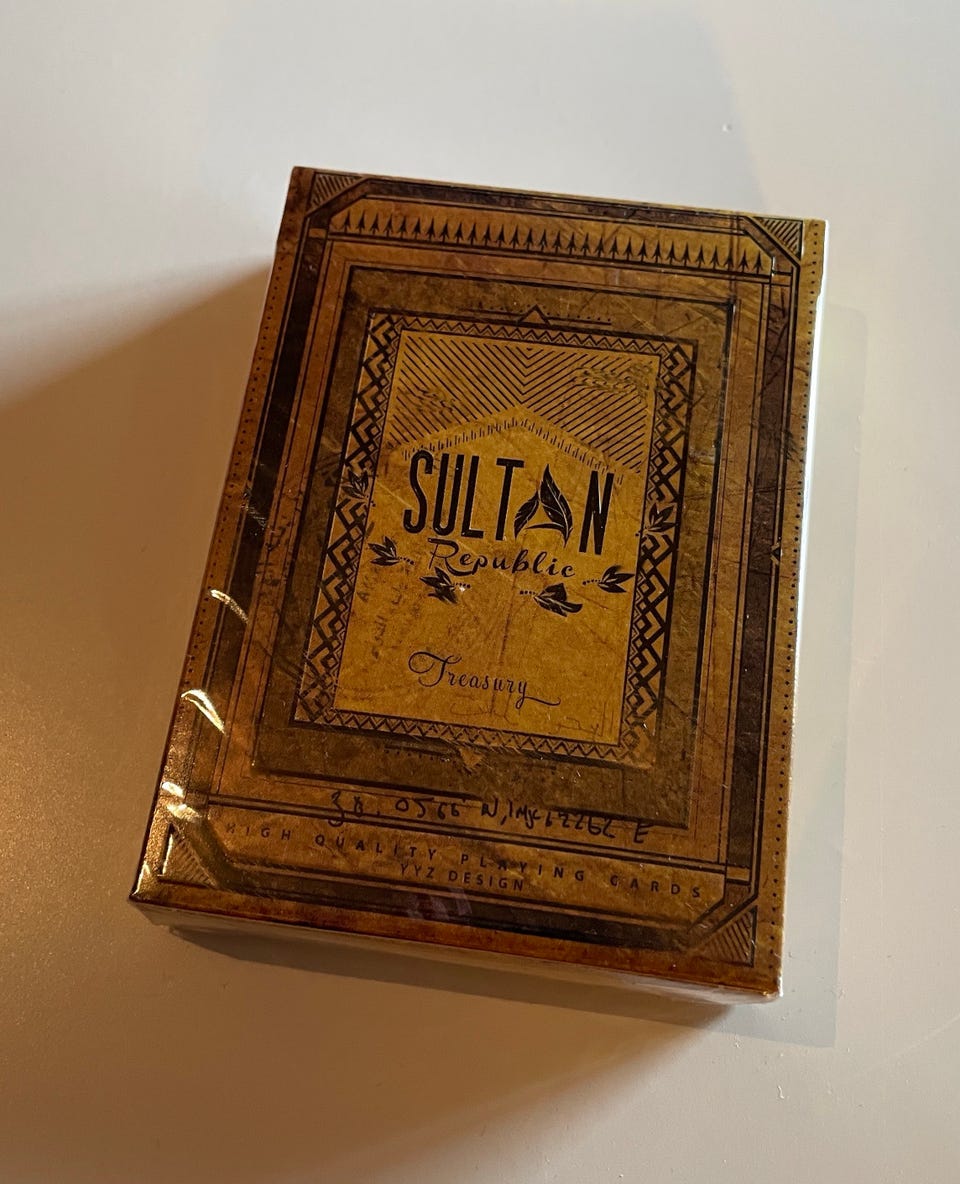 SULTAN
Republic
Treasury
HIGH QUALITY PLAYING CARDS
YYZ DESIGN